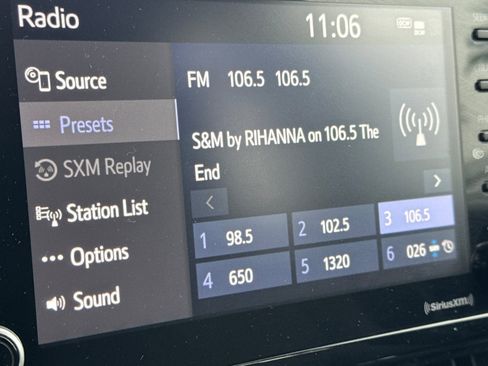 Radio 11:06
Source
FM 106.5 106.5
Presets
S&M by RIHANNA on 106.5 The
End
SXM Replay
Station List
1 98.5 2 102.5 3 106.5
Options
4 650 5 1320 6 026
Sound
SiriusXM